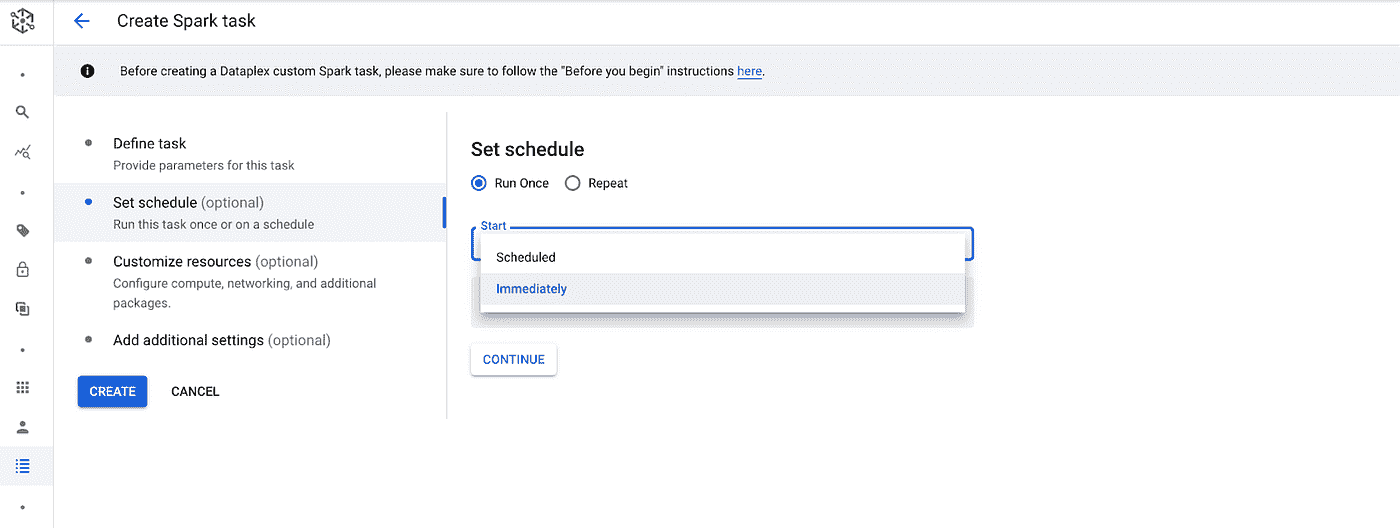 Create Spark task
Before creating a Dataplex custom Spark task, please make sure to follow the "Before you begin" instructions here.
Define task
Provide parameters for this task
Set schedule (optional)
Run this task once or on a schedule
Customize resources (optional)
Configure compute, networking, and additional
packages.
Add additional settings (optional)
CREATE CANCEL
Set schedule
Run Once Repeat
Start
Scheduled
Immediately
CONTINUE